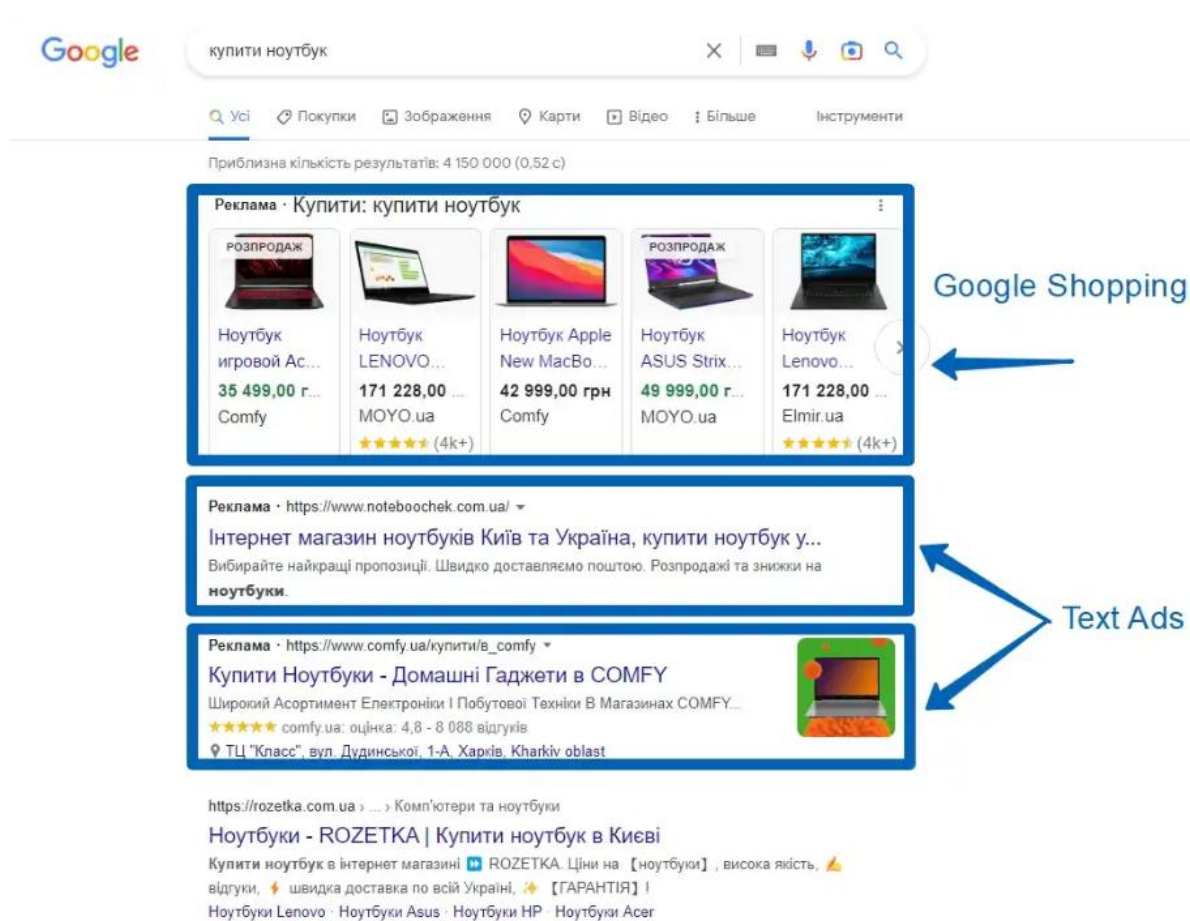 Google
купити ноутбук
Усі Покупки Зображення Карти Відео Більше Інструменти
Приблизна кількість результатів: 4 150 000 (0,52 с)
Реклама · Купити: купити ноутбук
РОЗПРОДАЖ РОЗПРОДАЖ
Ноутбук Ноутбук Ноутбук Apple Ноутбук Ноутбук
игровой Ac... LENOVO... New MacBo... ASUS Strix... Lenovo...
35 499,00 г... 171 228,00 ... 42 999,00 грн 49 999,00 г... 171 228,00 ...
Comfy MOYO.ua Comfy MOYO.ua Elmir.ua
(4k+) (4k+)
Google Shopping
Реклама · https://www.noteboochek.com.ua/
Інтернет магазин ноутбуків Київ та Україна, купити ноутбук у...
Вибирайте найкращі пропозиції. Швидко доставляємо поштою. Розпродажі та знижки на
ноутбуки.
Text Ads
Реклама · https://www.comfy.ua/купити/в_comfy
Купити Ноутбуки - Домашні Гаджети в COMFY
Широкий Асортимент Електроніки І Побутової Техніки В Магазинах COMFY...
★★★★★ comfy.ua: оцінка: 4,8 - 8 088 відгуків
ТЦ "Класс", вул. Дудинської, 1-А, Харків, Kharkiv oblast
https://rozetka.com.ua › ... › Комп'ютери та ноутбуки
Ноутбуки - ROZETKA | Купити ноутбук в Києві
Купити ноутбук в інтернет магазині ⏩ ROZETKA. Ціни на 【ноутбуки】, висока якість, ✍
відгуки, ⚡ швидка доставка по всій Україні, ✨ 【ГАРАНТІЯ】!
Ноутбуки Lenovo · Ноутбуки Asus · Ноутбуки HP · Ноутбуки Acer